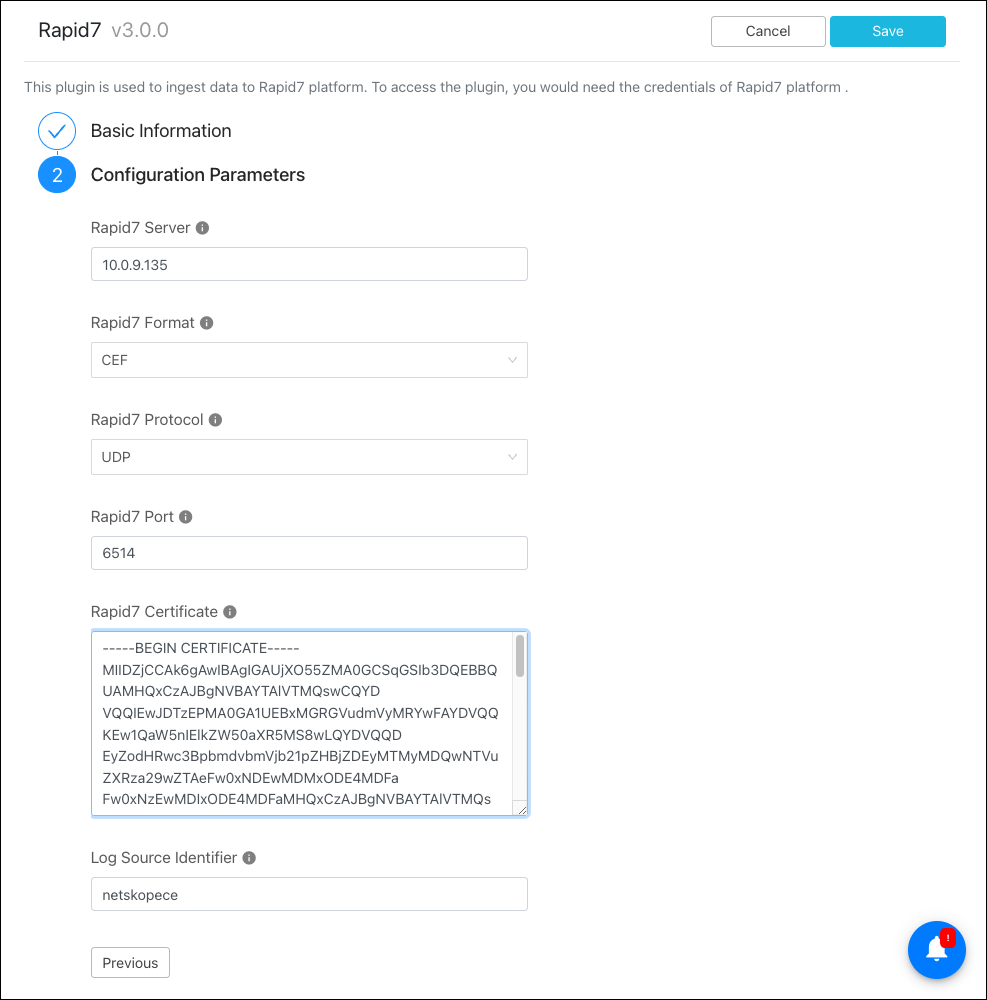 Rapid7 v3.0.0
Cancel
Save
This plugin is used to ingest data to Rapid7 platform. To access the plugin, you would need the credentials of Rapid7 platform .
Basic Information
2 Configuration Parameters
Rapid7 Server
10.0.9.135
Rapid7 Format
CEF
Rapid7 Protocol
UDP
Rapid7 Port
6514
Rapid7 Certificate
-----BEGIN CERTIFICATE-----
MIIDZjCCAk6gAwIBAgIGAUjXO55ZMA0GCSqGSIb3DQEBBQ
UAMHQxCzAJBgNVBAYTAlVTMQswCQYD
VQQIEwJDTzEPMA0GA1UEBxMGRGVudmVyMRYwFAYDVQQ
KEw1QaW5nIElkZW50aXR5MS8wLQYDVQQD
EyZodHRwc3BpbmdvbmVjb21pZHBjZDEyMTMyMDQwNTVu
ZXRza29wZTAeFw0xNDEwMDMxODE4MDFa
Fw0xNzEwMDIxODE4MDFaMHQxCzAJBgNVBAYTAlVTMQs
Log Source Identifier
netskopece
Previous
!